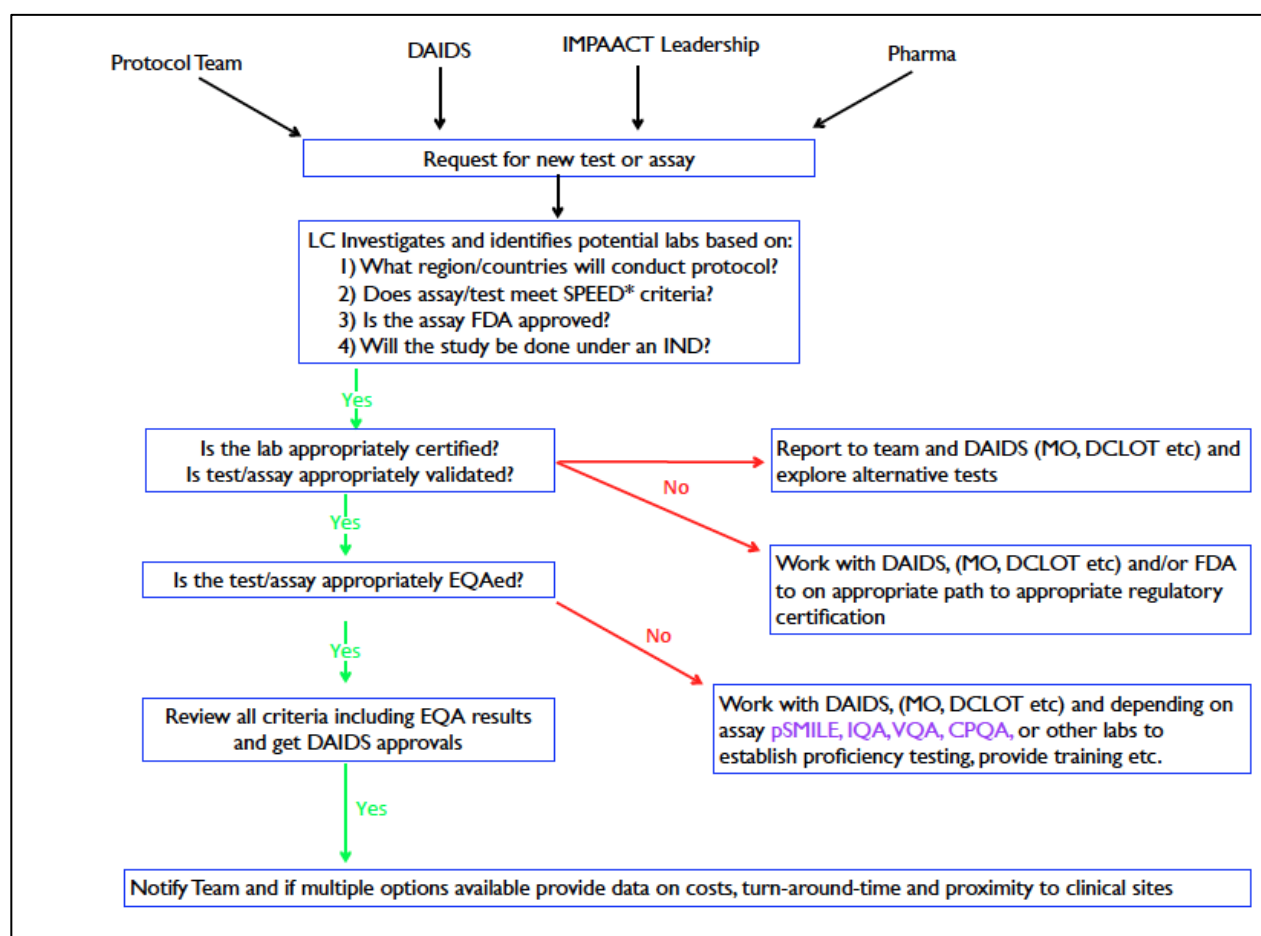 Protocol Team
DAIDS
IMPAACT Leadership
Pharma
Request for new test or assay
LC Investigates and identifies potential labs based on:
1) What region/countries will conduct protocol?
2) Does assay/test meet SPEED* criteria?
3) Is the assay FDA approved?
4) Will the study be done under an IND?
Yes
Is the lab appropriately certified?
Is test/assay appropriately validated?
No
Report to team and DAIDS (MO, DCLOT etc) and
explore alternative tests
Yes
Work with DAIDS, (MO, DCLOT etc) and/or FDA
to on appropriate path to appropriate regulatory
certification
Is the test/assay appropriately EQAed?
No
Yes
Work with DAIDS, (MO, DCLOT etc) and depending on
assay pSMILE, IQA, VQA, CPQA, or other labs to
establish proficiency testing, provide training etc.
Review all criteria including EQA results
and get DAIDS approvals
Yes
Notify Team and if multiple options available provide data on costs, turn-around-time and proximity to clinical sites